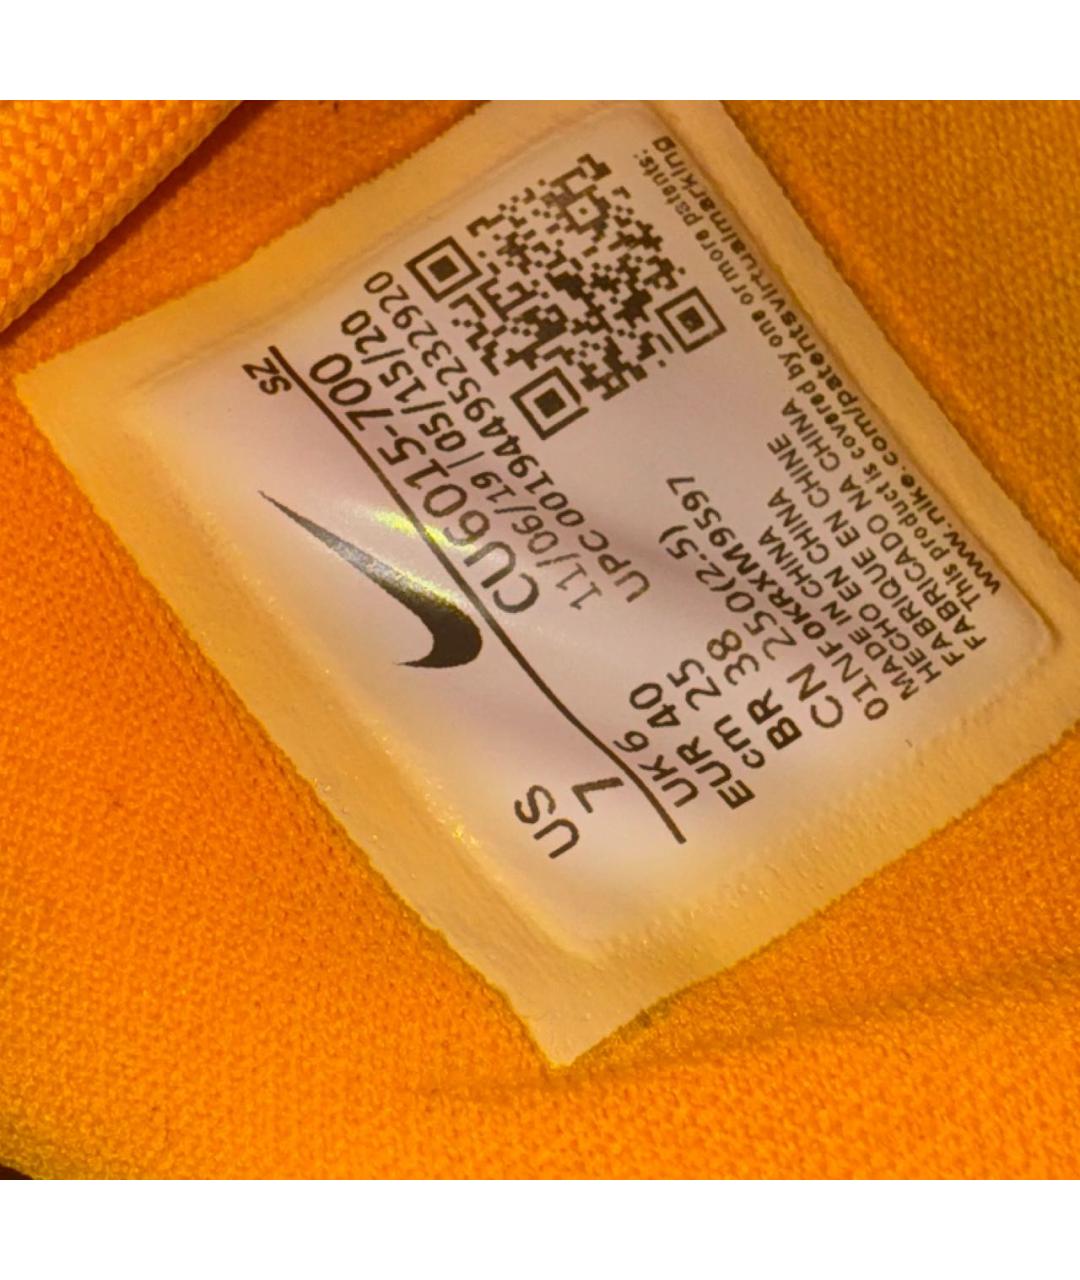 US
7
UK 6
EUR 40
cm 25
BR 38
CN 250(2.5)
SZ
CU6015-700
11/06/19 | 05/15/20
UPC 00194495232920
01NF0KRXM9597
MADE IN CHINA
HECHO EN CHINA
FABRIQUE EN CHINE
FABRICADO NA CHINA
This product is covered by one or more patents:
www.nike.com/patentsvirtualmarking